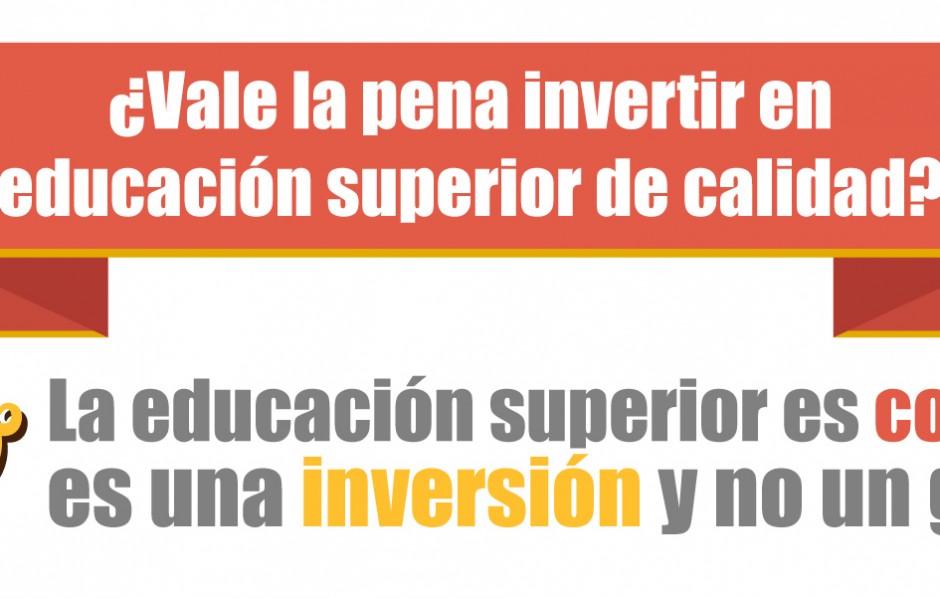 ¿Vale la pena invertir en
educación superior de calidad?
La educación superior es
es una inversión y no un